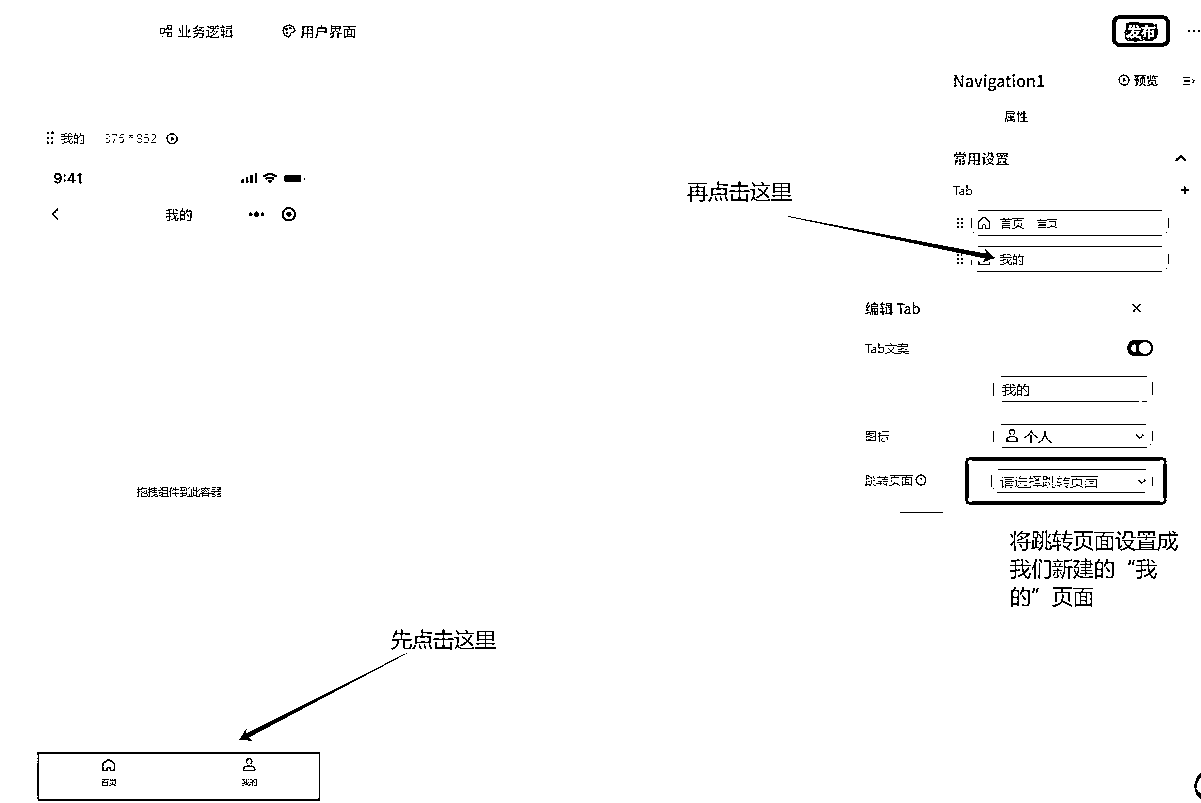 业务逻辑 用户界面 发布
Navigation1 预览
属性
我的 375*852
常用设置
9:41
Tab
再点击这里
我的
首页 首页
我的
编辑 Tab
Tab文案
我的
图标 个人
跳转页面 请选择跳转页面
拖拽组件到此容器
将跳转页面设置成
我们新建的“我
的”页面
先点击这里
首页 我的